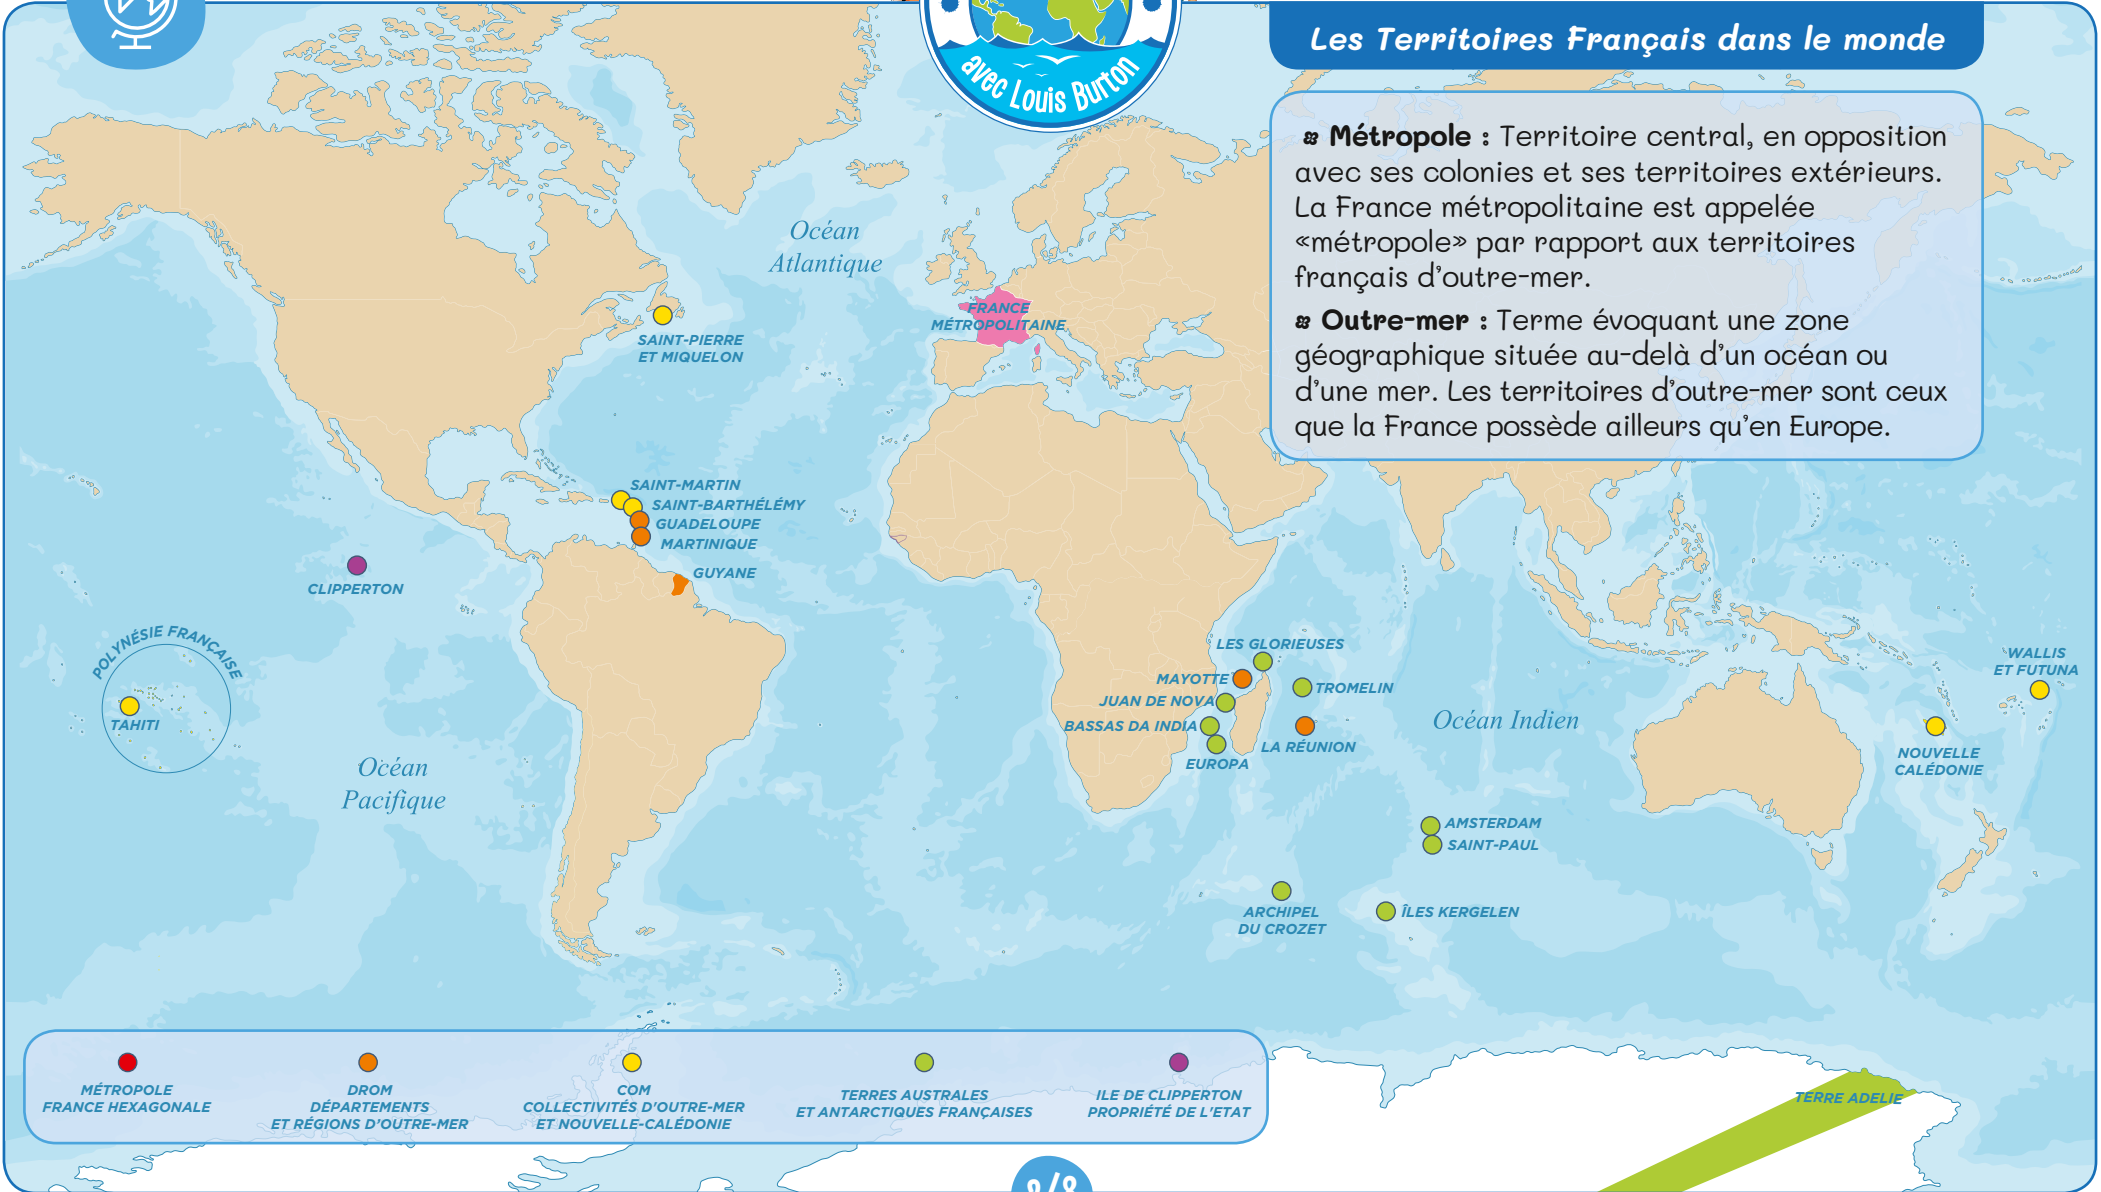 avec Louis Burton
Les Territoires Français dans le monde
Métropole : Territoire central, en opposition
avec ses colonies et ses territoires extérieurs.
La France métropolitaine est appelée
«métropole» par rapport aux territoires
français d'outre-mer.
Outre-mer : Terme évoquant une zone
géographique située au-delà d'un océan ou
d'une mer. Les territoires d'outre-mer sont ceux
que la France possède ailleurs qu'en Europe.
Océan
Atlantique
FRANCE
MÉTROPOLITAINE
SAINT-PIERRE
ET MIQUELON
SAINT-MARTIN
SAINT-BARTHÉLÉMY
GUADELOUPE
MARTINIQUE
GUYANE
CLIPPERTON
POLYNÉSIE FRANÇAISE
TAHITI
Océan
Pacifique
LES GLORIEUSES
MAYOTTE
TROMELIN
JUAN DE NOVA
BASSAS DA INDIA
EUROPA
LA RÉUNION
Océan Indien
WALLIS
ET FUTUNA
NOUVELLE
CALÉDONIE
AMSTERDAM
SAINT-PAUL
ARCHIPEL
DU CROZET
ÎLES KERGELEN
TERRE ADELIE
MÉTROPOLE
FRANCE HEXAGONALE
DROM
DÉPARTEMENTS
ET RÉGIONS D'OUTRE-MER
COM
COLLECTIVITÉS D'OUTRE-MER
ET NOUVELLE-CALÉDONIE
TERRES AUSTRALES
ET ANTARCTIQUES FRANÇAISES
ILE DE CLIPPERTON
PROPRIÉTÉ DE L'ETAT